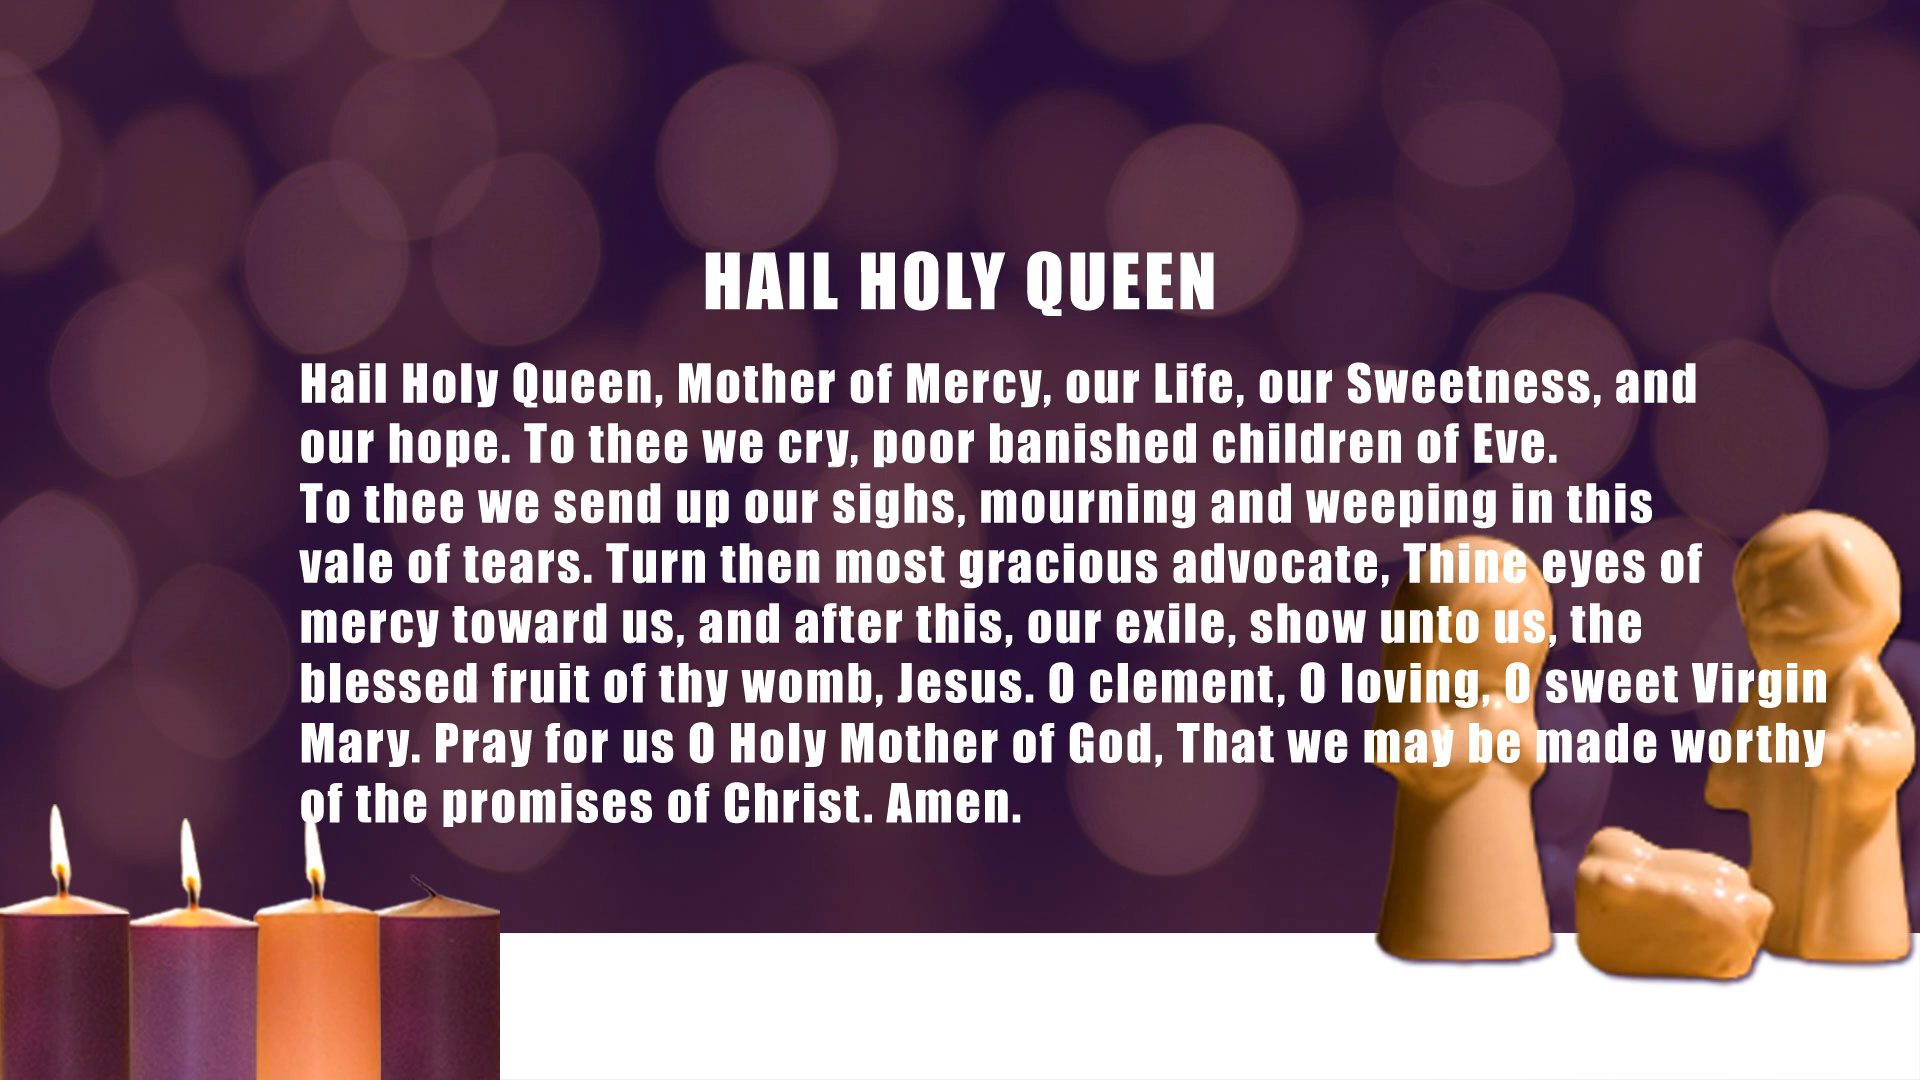 HAIL HOLY QUEEN
Hail Holy Queen, Mother of Mercy, our Life, our Sweetness, and
our hope. To thee we cry, poor banished children of Eve.
To thee we send up our sighs, mourning and weeping in this
vale of tears. Turn then most gracious advocate, Thine eyes of
mercy toward us, and after this, our exile, show unto us, the
blessed fruit of thy womb, Jesus. O clement, O loving, O sweet Virgin
Mary. Pray for us O Holy Mother of God, That we may be made worthy
of the promises of Christ. Amen.